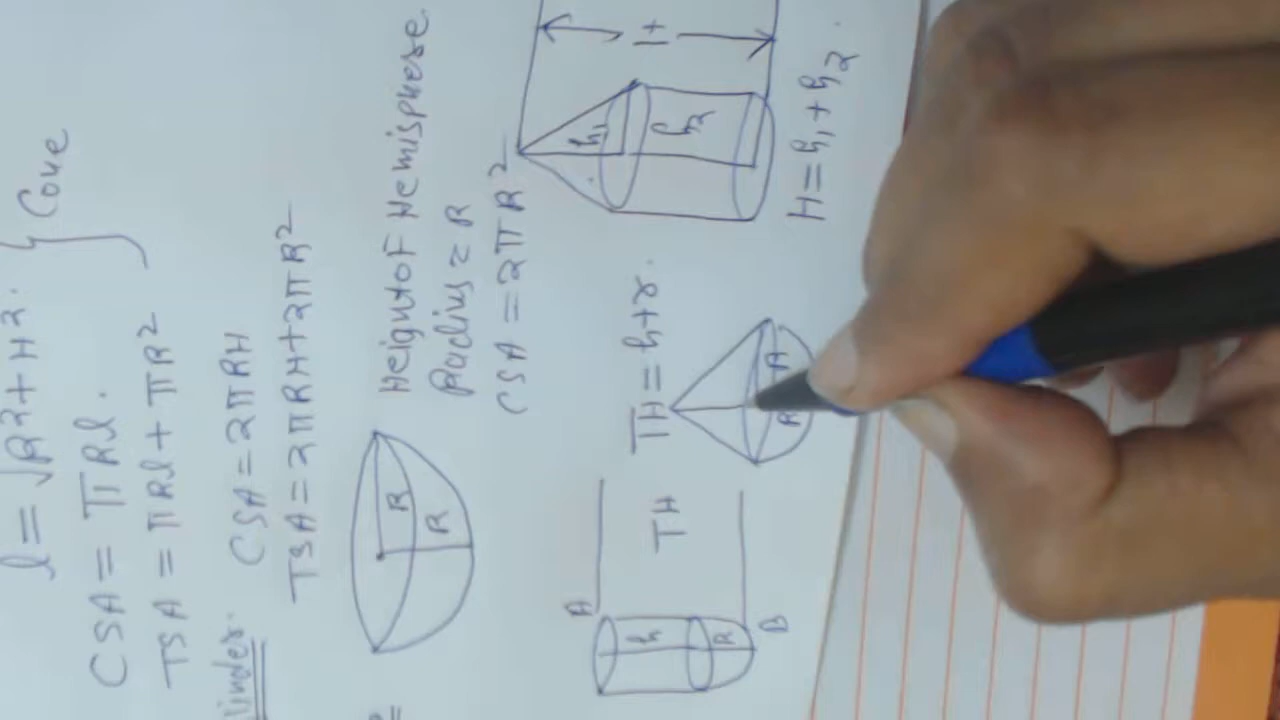 l = √R²+H². } Cone
CSA = πRl.
TSA = πRl + πR²
CSA = 2πRH
TSA = 2πRH+2πR²
R
R
Height of Hemisphere
Radius = R
CSA = 2πR²
A
h
R
B
TH
TH = h+r.
R
R
h₁
h₂
H
H = h₁ + h₂.